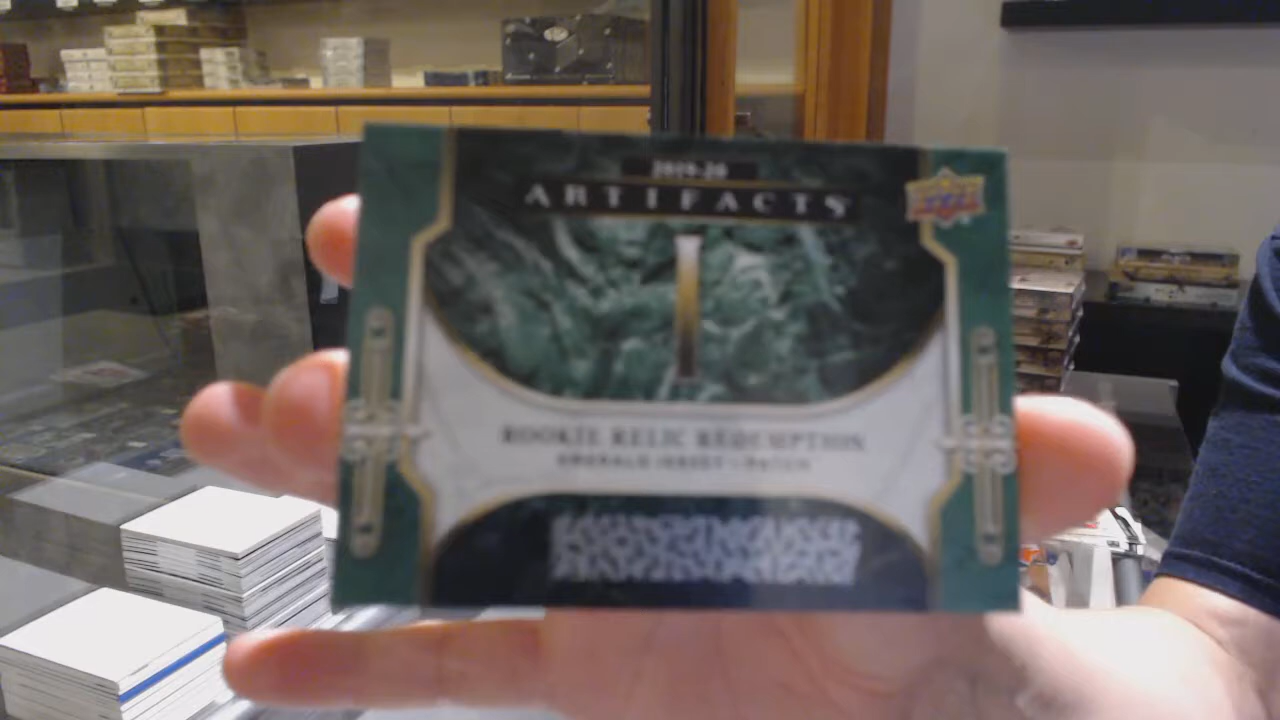 2019-20
ARTIFACTS
I
ROOKIE RELIC REDEMPTION
EMERALD JERSEY - PATCH